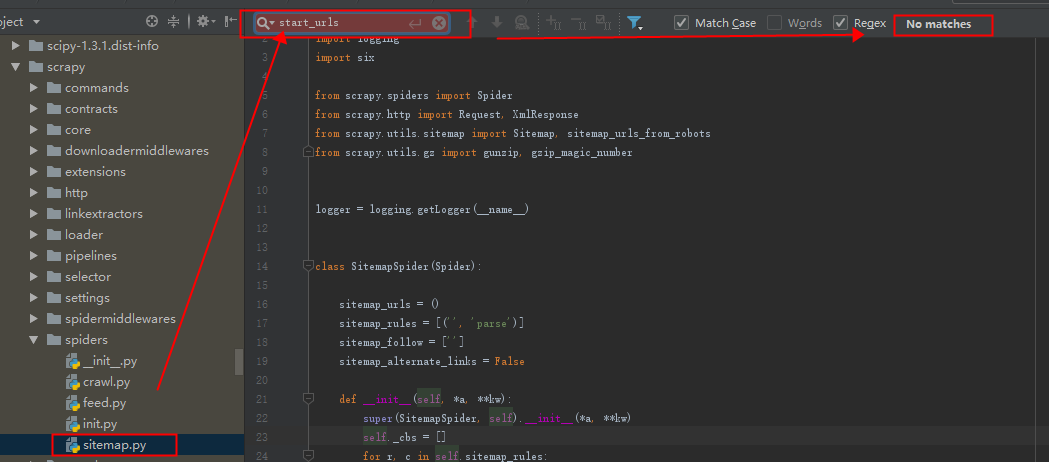 oject
start_urls
Match Case
Words
Regex
No matches
scipy-1.3.1.dist-info
scrapy
commands
contracts
core
downloadermiddlewares
extensions
http
linkextractors
loader
pipelines
selector
settings
spidermiddlewares
spiders
__init__.py
crawl.py
feed.py
init.py
sitemap.py
2 import logging
3 import six
4
5 from scrapy.spiders import Spider
6 from scrapy.http import Request, XmlResponse
7 from scrapy.utils.sitemap import Sitemap, sitemap_urls_from_robots
8 from scrapy.utils.gz import gunzip, gzip_magic_number
9
10
11 logger = logging.getLogger(__name__)
12
13
14 class SitemapSpider(Spider):
15
16 sitemap_urls = ()
17 sitemap_rules = [('', 'parse')]
18 sitemap_follow = ['']
19 sitemap_alternate_links = False
20
21 def __init__(self, *a, **kw):
22 super(SitemapSpider, self).__init__(*a, **kw)
23 self._cbs = []
24 for r, c in self.sitemap_rules: